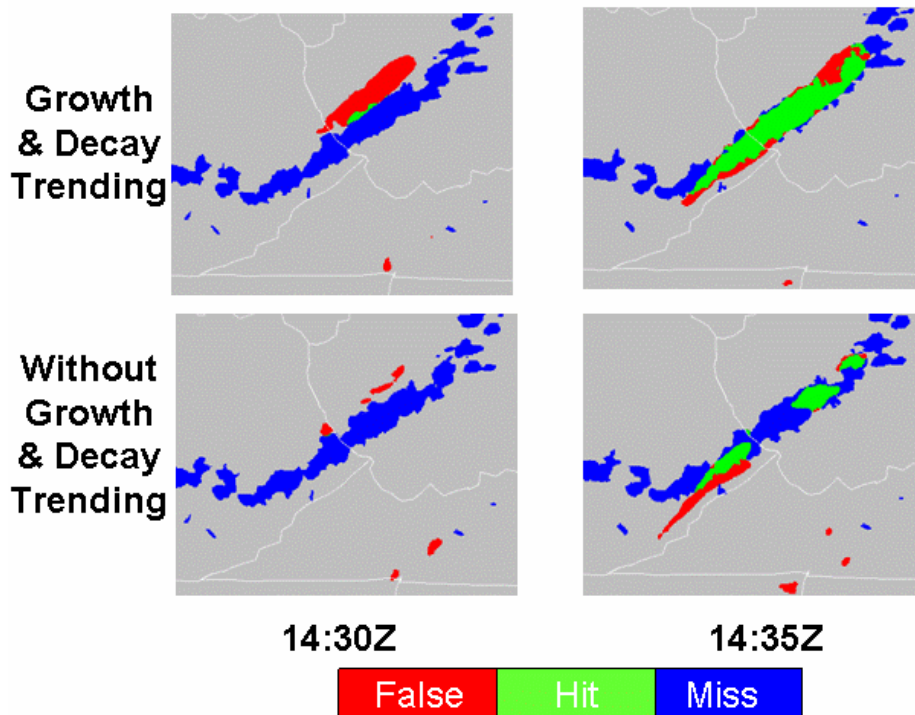 Growth
& Decay
Trending
Without
Growth
& Decay
Trending
14:30Z 14:35Z
False Hit Miss